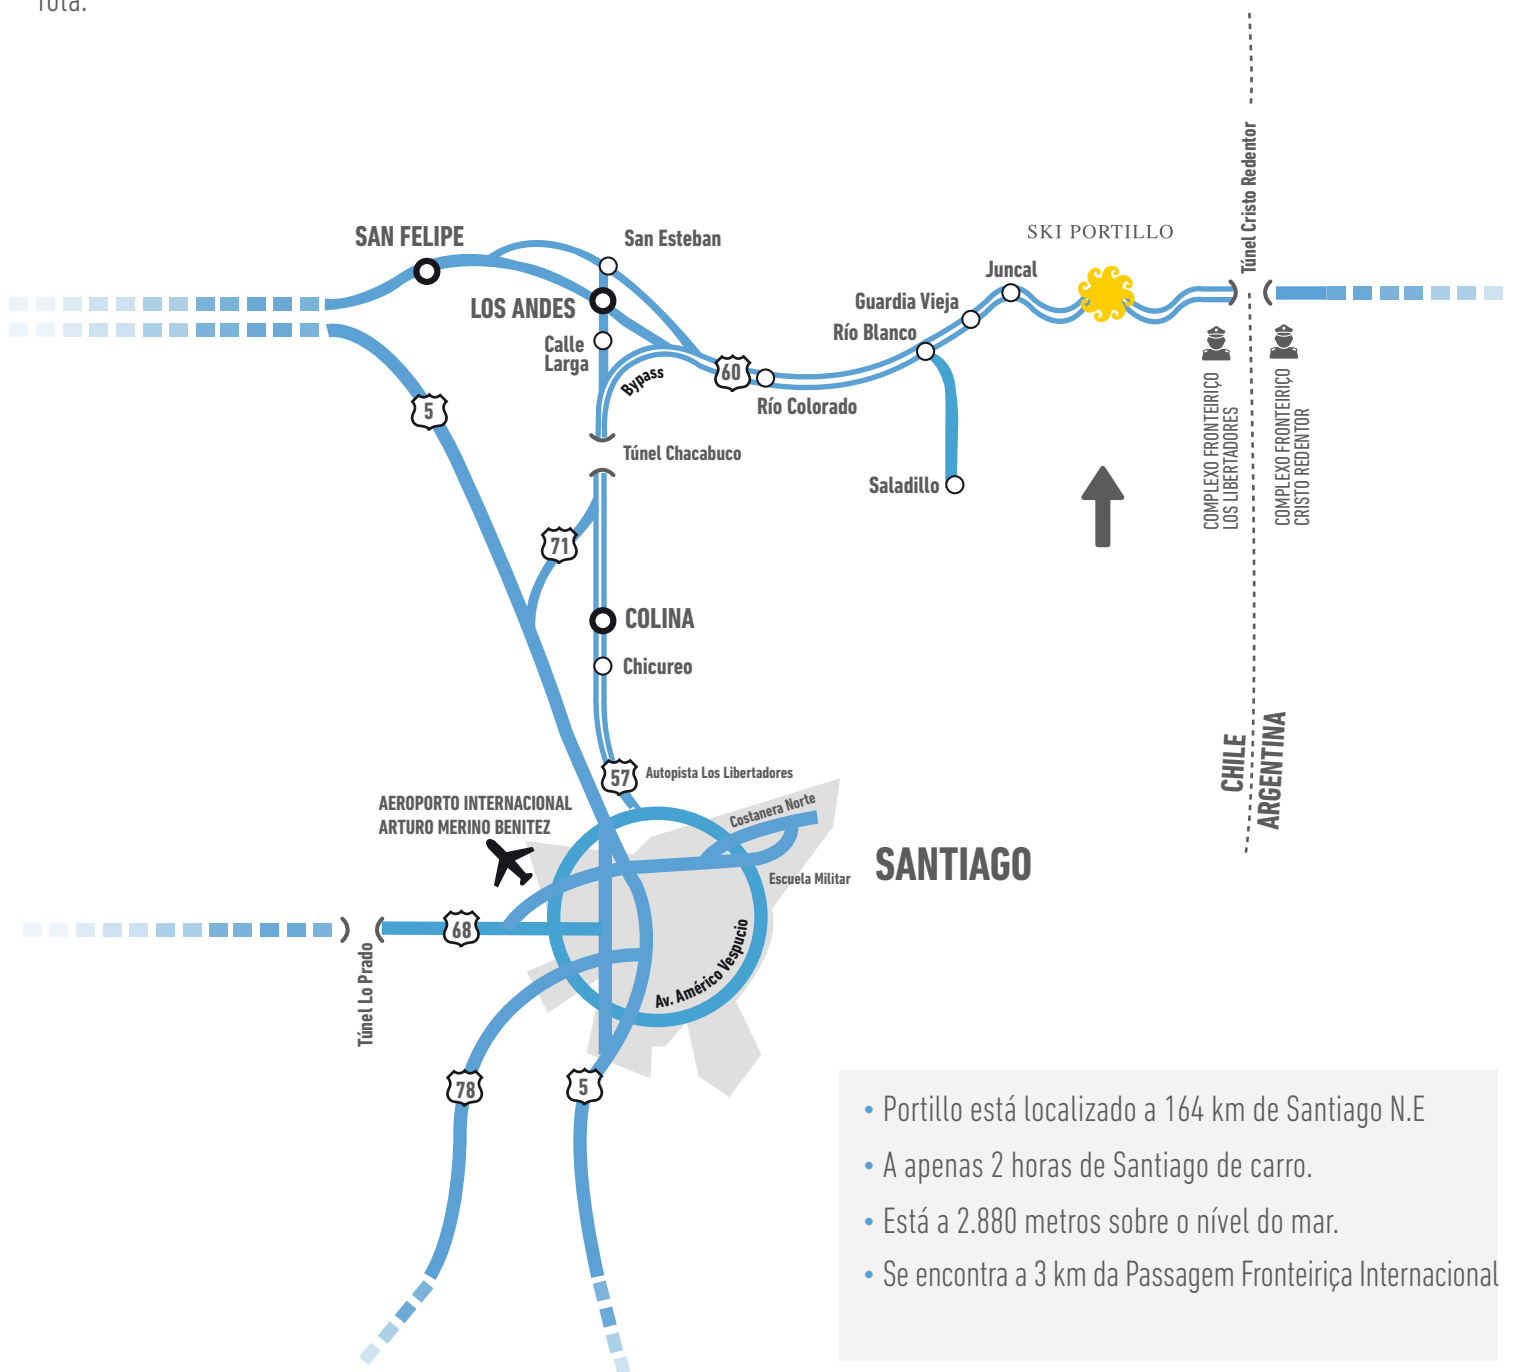 rota.
Túnel Cristo Redentor
SKI PORTILLO
SAN FELIPE
San Esteban
Juncal
LOS ANDES
Guardia Vieja
Río Blanco
Calle
Larga
Bypass
60
Río Colorado
5
Túnel Chacabuco
Saladillo
COMPLEXO FRONTEIRIÇO
LOS LIBERTADORES
COMPLEXO FRONTEIRIÇO
CRISTO REDENTOR
71
COLINA
Chicureo
CHILE
ARGENTINA
57
Autopista Los Libertadores
AEROPORTO INTERNACIONAL
ARTURO MERINO BENITEZ
Costanera Norte
SANTIAGO
Escuela Militar
68
Túnel Lo Prado
Av. Américo Vespucio
78
5
• Portillo está localizado a 164 km de Santiago N.E
• A apenas 2 horas de Santiago de carro.
• Está a 2.880 metros sobre o nível do mar.
• Se encontra a 3 km da Passagem Fronteiriça Internacional